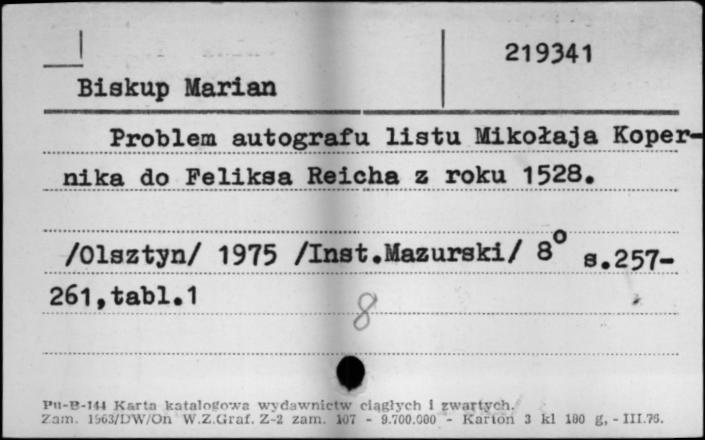 219341
Biskup Marian
Problem autografu listu Mikołaja Koper-
nika do Feliksa Reicha z roku 1528.
/Olsztyn/ 1975 /Inst.Mazurski/ 8° s.257-
261,tabl.1
8
Pu-B-144 Karta katalogowa wydawnictw ciągłych i zwartych.
Zam. 1563/DW/On W.Z.Graf. Z-2 zam. 107 - 9.700.000 - Karton 3 kl 180 g, - III.76.